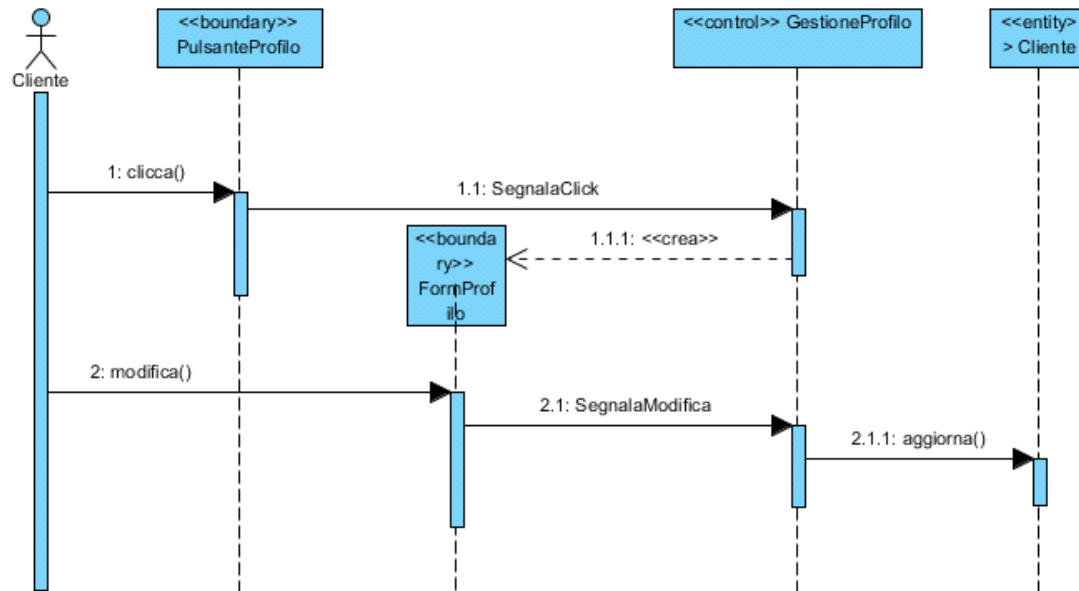 <<boundary>>
PulsanteProfilo
<<control>> GestioneProfilo
<<entity>
> Cliente
Cliente
1: clicca()
1.1: SegnalaClick
1.1.1: <<crea>>
<<bounda
ry>>
FormProf
ilo
2: modifica()
2.1: SegnalaModifica
2.1.1: aggiorna()